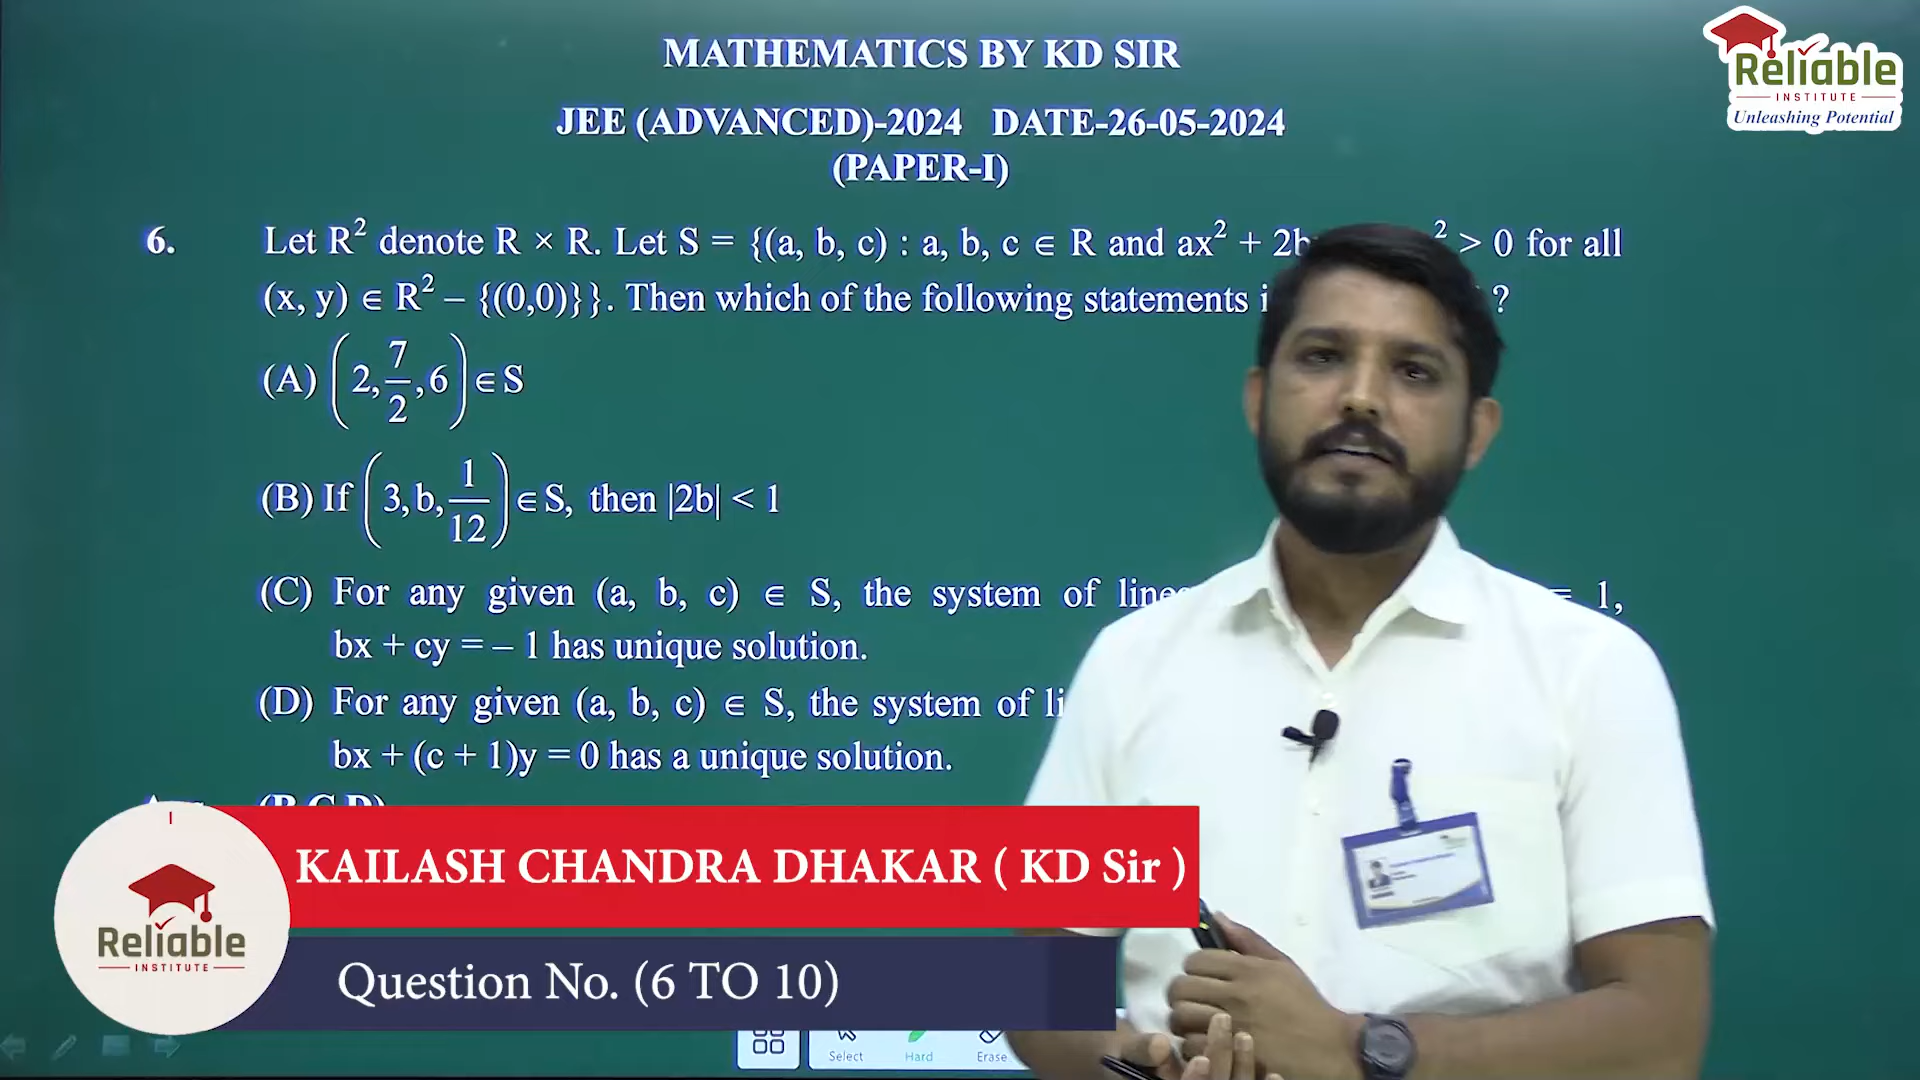 MATHEMATICS BY KD SIR
Reliable
INSTITUTE
Unleashing Potential
JEE (ADVANCED)-2024 DATE-26-05-2024
(PAPER-I)
6. Let R² denote R × R. Let S = {(a, b, c) : a, b, c ∈ R and ax² + 2b ² > 0 for all
(x, y) ∈ R² – {(0,0)}}. Then which of the following statements ?
(A) (2, 7/2, 6) ∈ S
(B) If (3, b, 1/12) ∈ S, then |2b| < 1
(C) For any given (a, b, c) ∈ S, the system of = 1,
bx + cy = – 1 has unique solution.
(D) For any given (a, b, c) ∈ S, the system of
bx + (c + 1)y = 0 has a unique solution.
(B,C,D)
KAILASH CHANDRA DHAKAR ( KD Sir )
Reliable
INSTITUTE
Question No. (6 TO 10)
Select Hard Erase